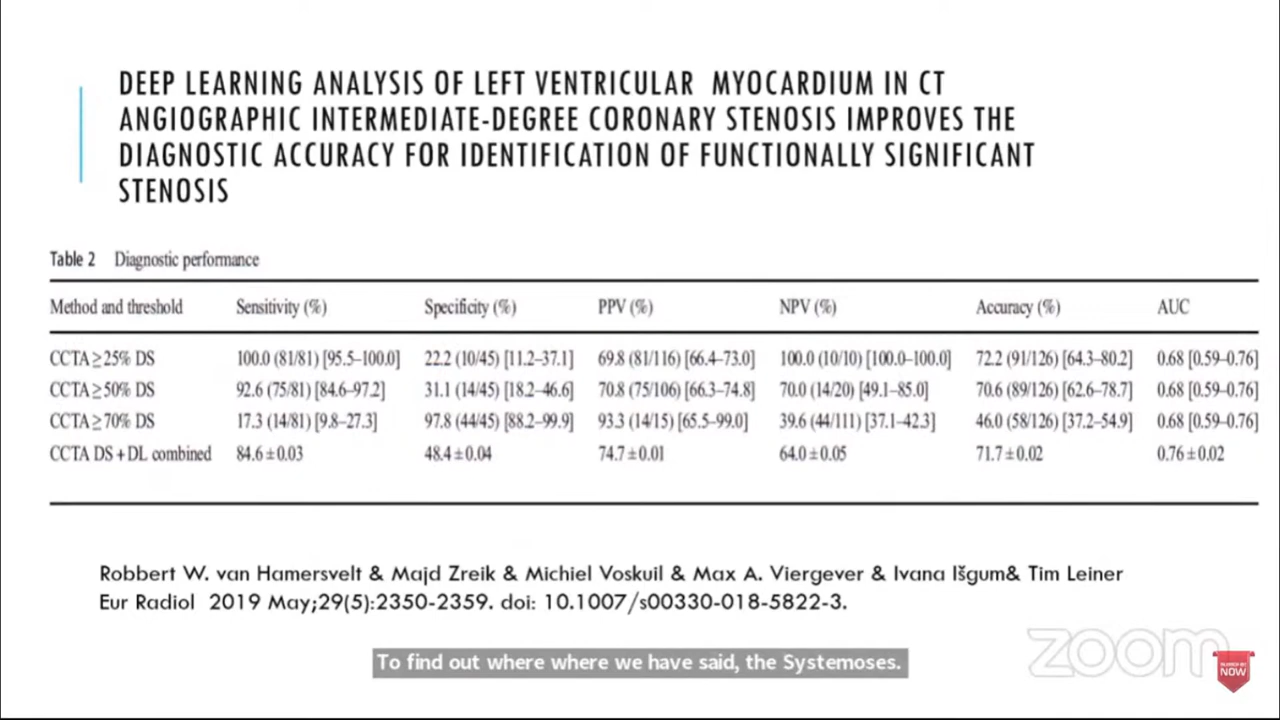 DEEP LEARNING ANALYSIS OF LEFT VENTRICULAR MYOCARDIUM IN CT
ANGIOGRAPHIC INTERMEDIATE-DEGREE CORONARY STENOSIS IMPROVES THE
DIAGNOSTIC ACCURACY FOR IDENTIFICATION OF FUNCTIONALLY SIGNIFICANT
STENOSIS
Table 2 Diagnostic performance
Method and threshold Sensitivity (%) Specificity (%) PPV (%) NPV (%) Accuracy (%) AUC
CCTA ≥ 25% DS 100.0 (81/81) [95.5–100.0] 22.2 (10/45) [11.2–37.1] 69.8 (81/116) [66.4–73.0] 100.0 (10/10) [100.0–100.0] 72.2 (91/126) [64.3–80.2] 0.68 [0.59–0.76]
CCTA ≥ 50% DS 92.6 (75/81) [84.6–97.2] 31.1 (14/45) [18.2–46.6] 70.8 (75/106) [66.3–74.8] 70.0 (14/20) [49.1–85.0] 70.6 (89/126) [62.6–78.7] 0.68 [0.59–0.76]
CCTA ≥ 70% DS 17.3 (14/81) [9.8–27.3] 97.8 (44/45) [88.2–99.9] 93.3 (14/15) [65.5–99.0] 39.6 (44/111) [37.1–42.3] 46.0 (58/126) [37.2–54.9] 0.68 [0.59–0.76]
CCTA DS + DL combined 84.6 ± 0.03 48.4 ± 0.04 74.7 ± 0.01 64.0 ± 0.05 71.7 ± 0.02 0.76 ± 0.02
Robbert W. van Hamersvelt & Majd Zreik & Michiel Voskuil & Max A. Viergever & Ivana Išgum& Tim Leiner
Eur Radiol 2019 May;29(5):2350-2359. doi: 10.1007/s00330-018-5822-3.
To find out where where we have said, the Systemoses.
zoom
NOW